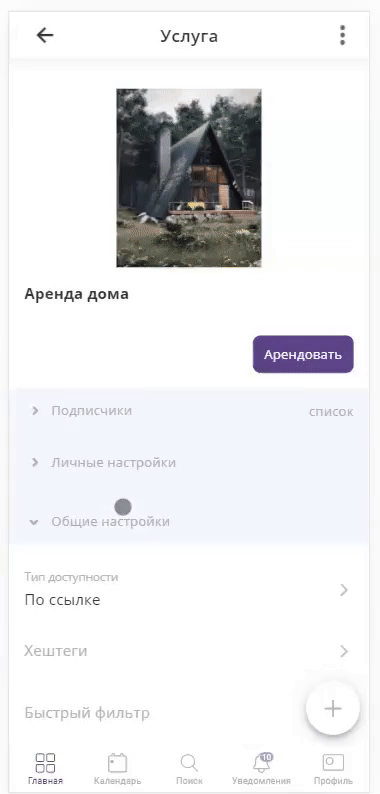 Услуга
Аренда дома
Арендовать
Подписчики список
Личные настройки
Общие настройки
Тип доступности
По ссылке
Хештеги
Быстрый фильтр
10
Главная Календарь Поиск Уведомления Профиль